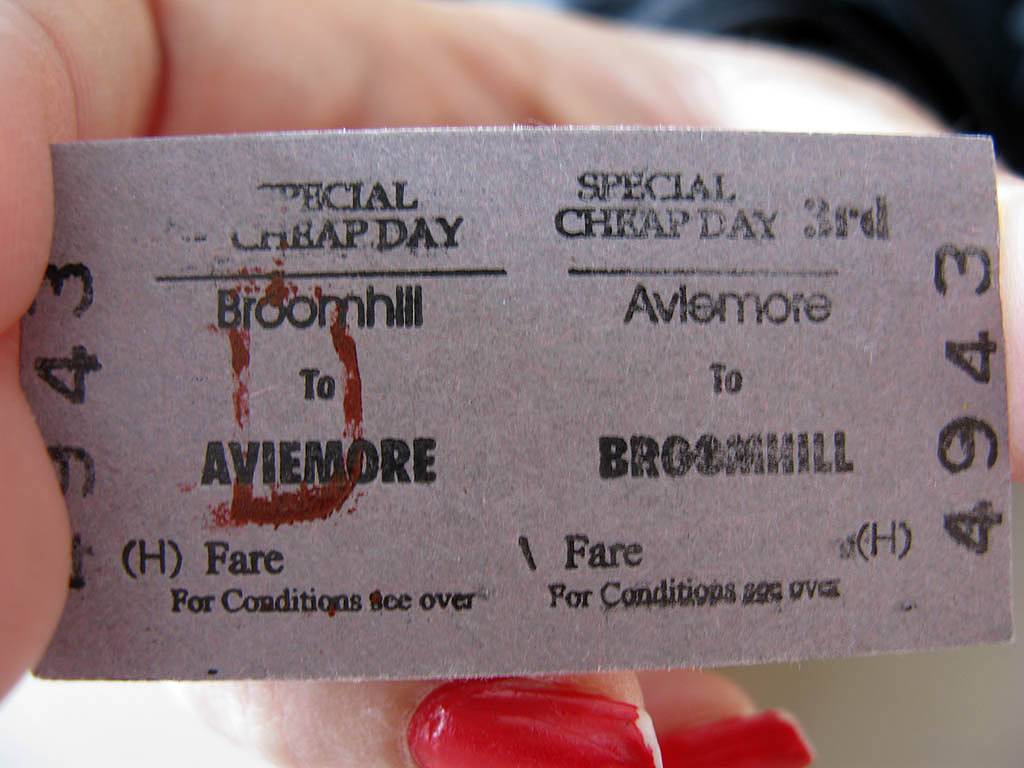 SPECIAL
CHEAP DAY
Broomhill
To
AVIEMORE
(H) Fare
For Conditions see over
SPECIAL
CHEAP DAY 3rd
Aviemore
To
BROOMHILL
Fare (H)
For Conditions see over
4943
4943
D